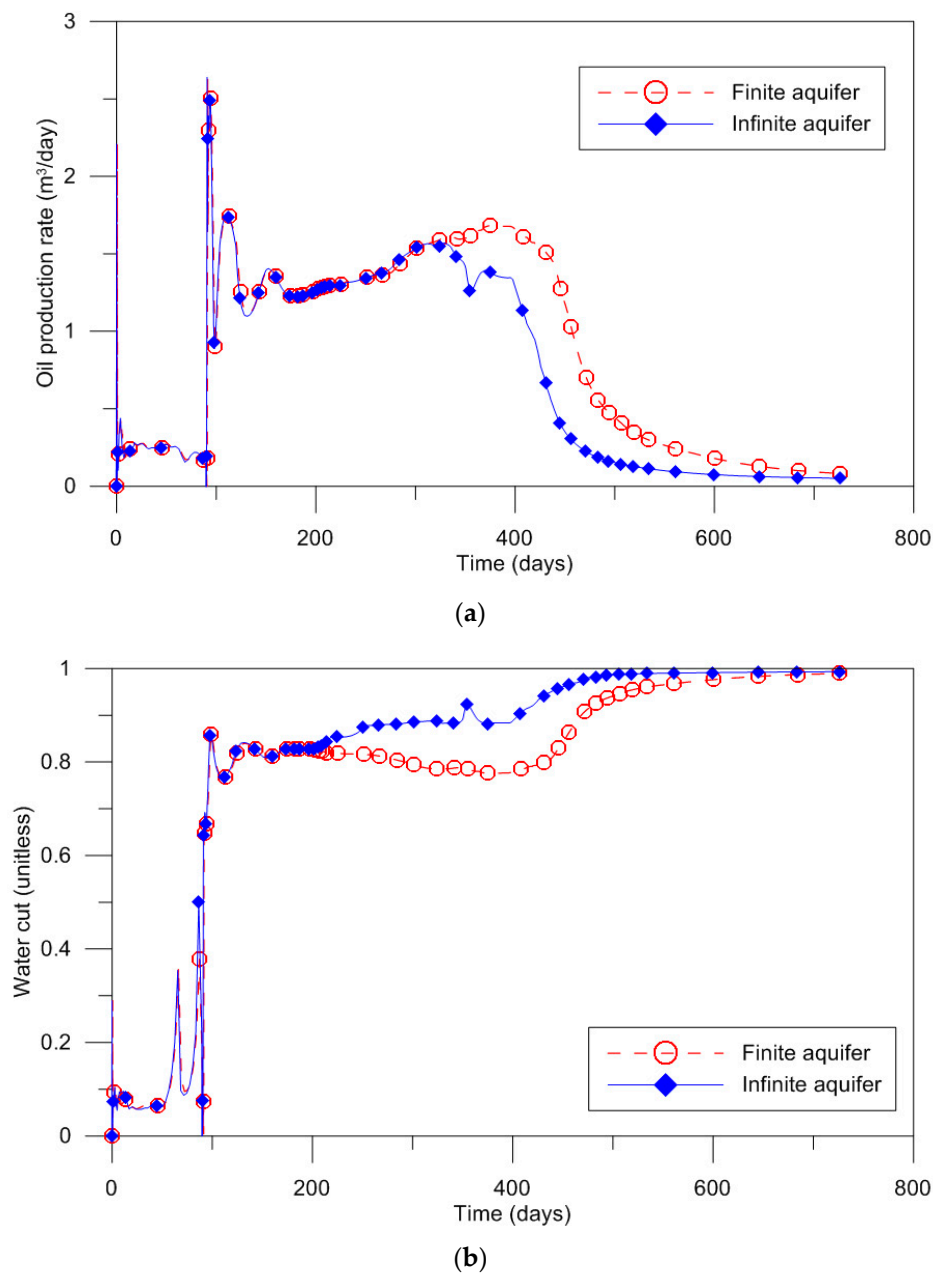 3
2
1
0
Oil production rate (m³/day)
Finite aquifer
Infinite aquifer
0 200 400 600 800
Time (days)
(a)
1
0.8
0.6
0.4
0.2
0
Water cut (unitless)
Finite aquifer
Infinite aquifer
0 200 400 600 800
Time (days)
(b)